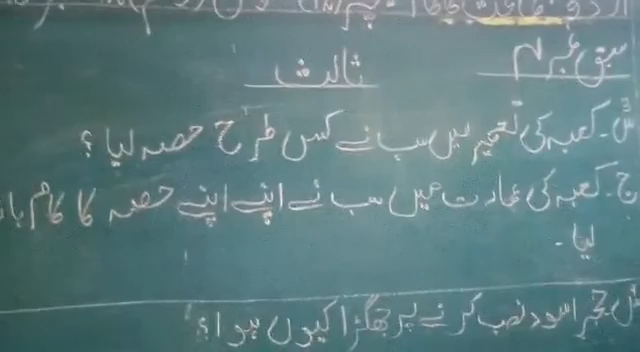 سبق نمبر ۴
ثالث
س۔ کعبہ کی تعمیر میں سب نے کس طرح حصہ لیا؟
ج۔ کعبہ کی عمارت میں سب نے اپنے اپنے حصہ کا کام با
لیا۔
س حجر اسود نصب کرنے پر جھگڑا کیوں ہوا؟